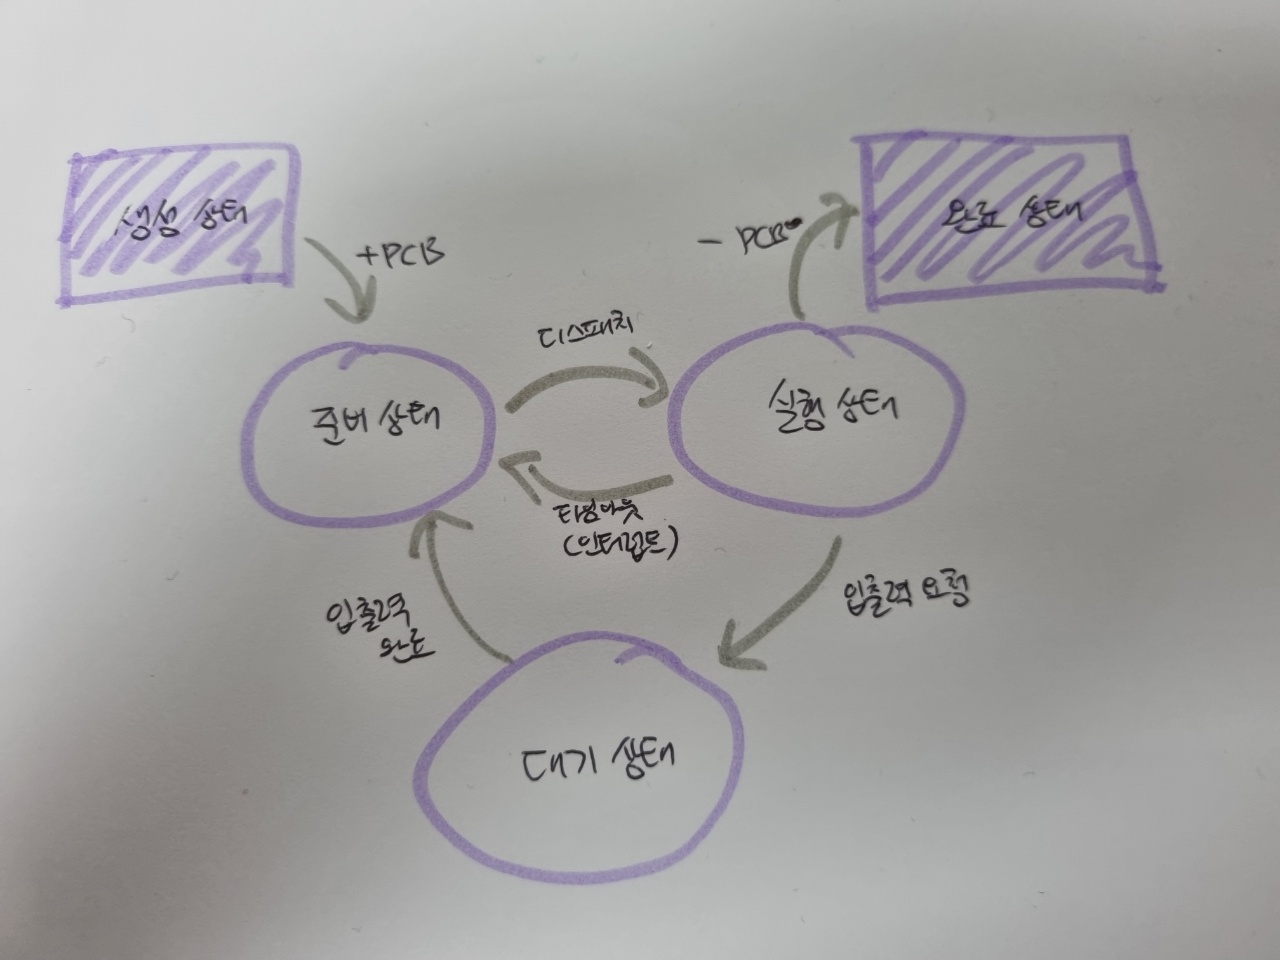 생성 상태
완료 상태
+PCB
- PCB
디스패치
준비 상태
실행 상태
타임아웃
(인터럽트)
입출력
완료
입출력 요청
대기 상태